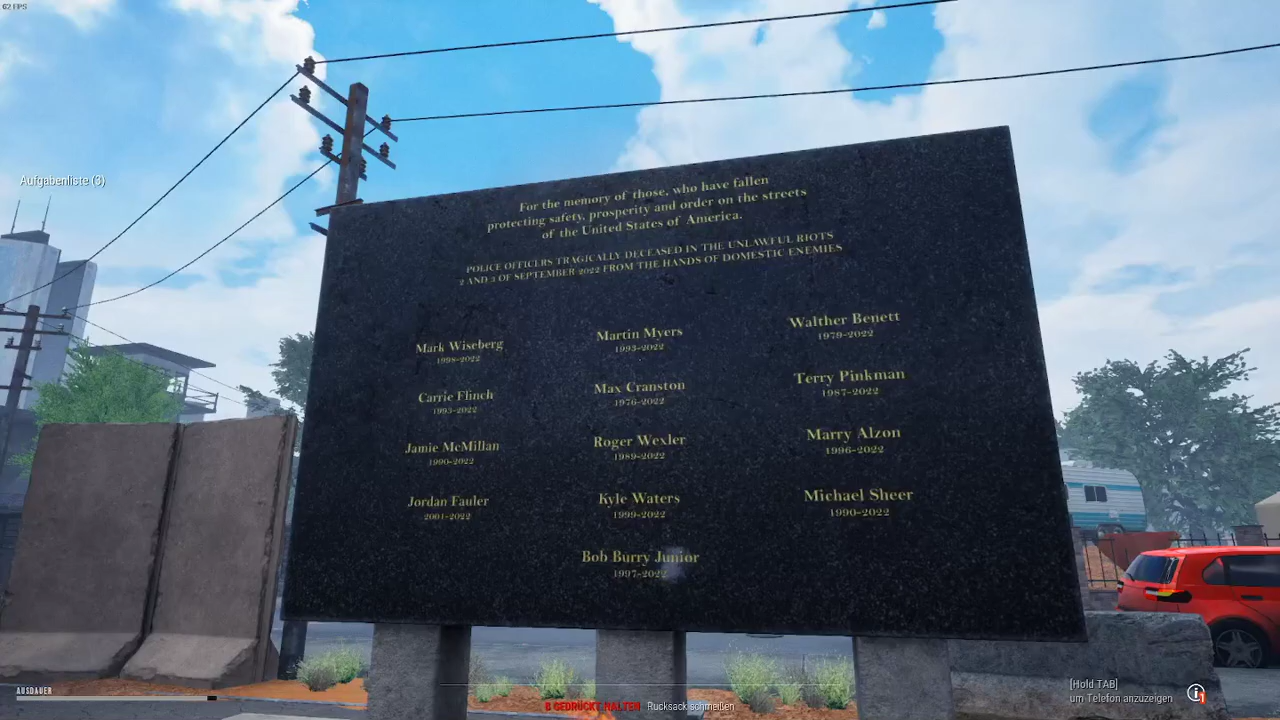 62 FPS
Aufgabenliste (3)
For the memory of those, who have fallen
protecting safety, prosperity and order on the streets
of the United States of America.
POLICE OFFICERS TRAGICALLY DECEASED IN THE UNLAWFUL RIOTS
2 AND 3 OF SEPTEMBER 2022 FROM THE HANDS OF DOMESTIC ENEMIES
Mark Wiseberg
1998-2022
Carrie Flinch
1993-2022
Jamie McMillan
1990-2022
Jordan Fauler
2001-2022
Martin Myers
1993-2022
Max Cranston
1976-2022
Roger Wexler
1989-2022
Kyle Waters
1999-2022
Bob Burry Junior
1997-2022
Walther Benett
1979-2022
Terry Pinkman
1987-2022
Marry Alzon
1996-2022
Michael Sheer
1990-2022
AUSDAUER
B GEDRÜCKT HALTEN Rucksack schmeißen
[Hold TAB]
um Telefon anzuzeigen